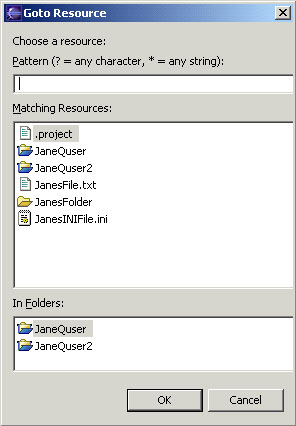 Goto Resource
Choose a resource:
Pattern (? = any character, * = any string):
Matching Resources:
.project
JaneQuser
JaneQuser2
JanesFile.txt
JanesFolder
JanesINIFile.ini
In Folders:
JaneQuser
JaneQuser2
OK
Cancel